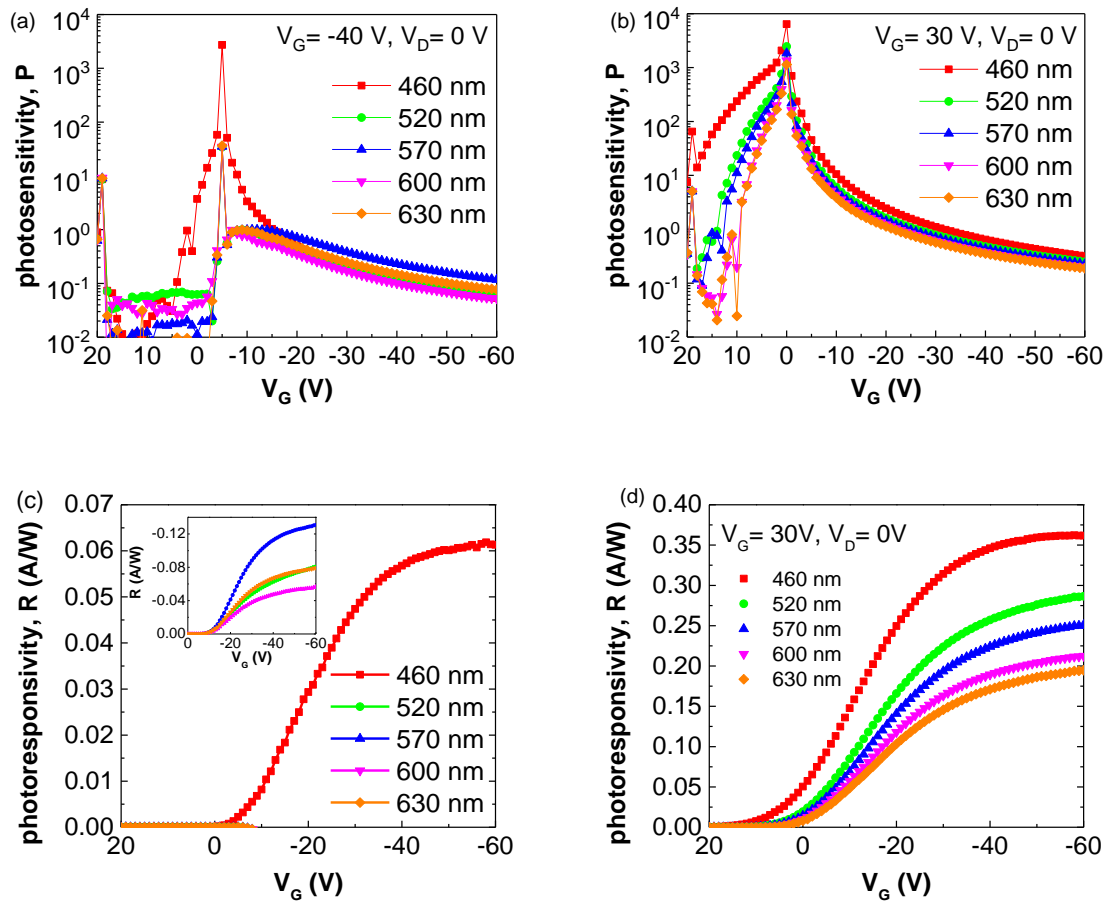 (a)
V_G= -40 V, V_D= 0 V
460 nm
520 nm
570 nm
600 nm
630 nm
photosensitivity, P
10^4
10^3
10^2
10^1
10^0
10^-1
10^-2
20 10 0 -10 -20 -30 -40 -50 -60
V_G (V)
(b)
V_G= 30 V, V_D= 0 V
460 nm
520 nm
570 nm
600 nm
630 nm
photosensitivity, P
10^4
10^3
10^2
10^1
10^0
10^-1
10^-2
20 10 0 -10 -20 -30 -40 -50 -60
V_G (V)
(c)
photoresponsivity, R (A/W)
0.07
0.06
0.05
0.04
0.03
0.02
0.01
0.00
20 0 -20 -40 -60
V_G (V)
R (A/W)
-0.12
-0.08
-0.04
0.00
0 -20 -40 -60
V_G (V)
460 nm
520 nm
570 nm
600 nm
630 nm
(d)
V_G= 30V, V_D= 0V
460 nm
520 nm
570 nm
600 nm
630 nm
photoresponsivity, R (A/W)
0.40
0.35
0.30
0.25
0.20
0.15
0.10
0.05
0.00
20 0 -20 -40 -60
V_G (V)